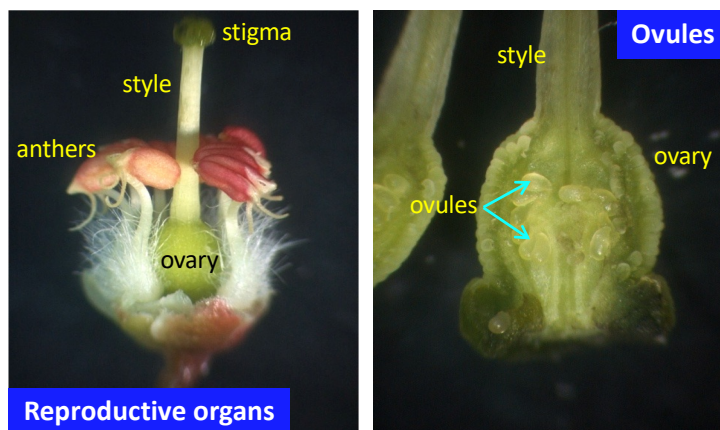 stigma
style
anthers
ovary
Reproductive organs
Ovules
style
ovary
ovules